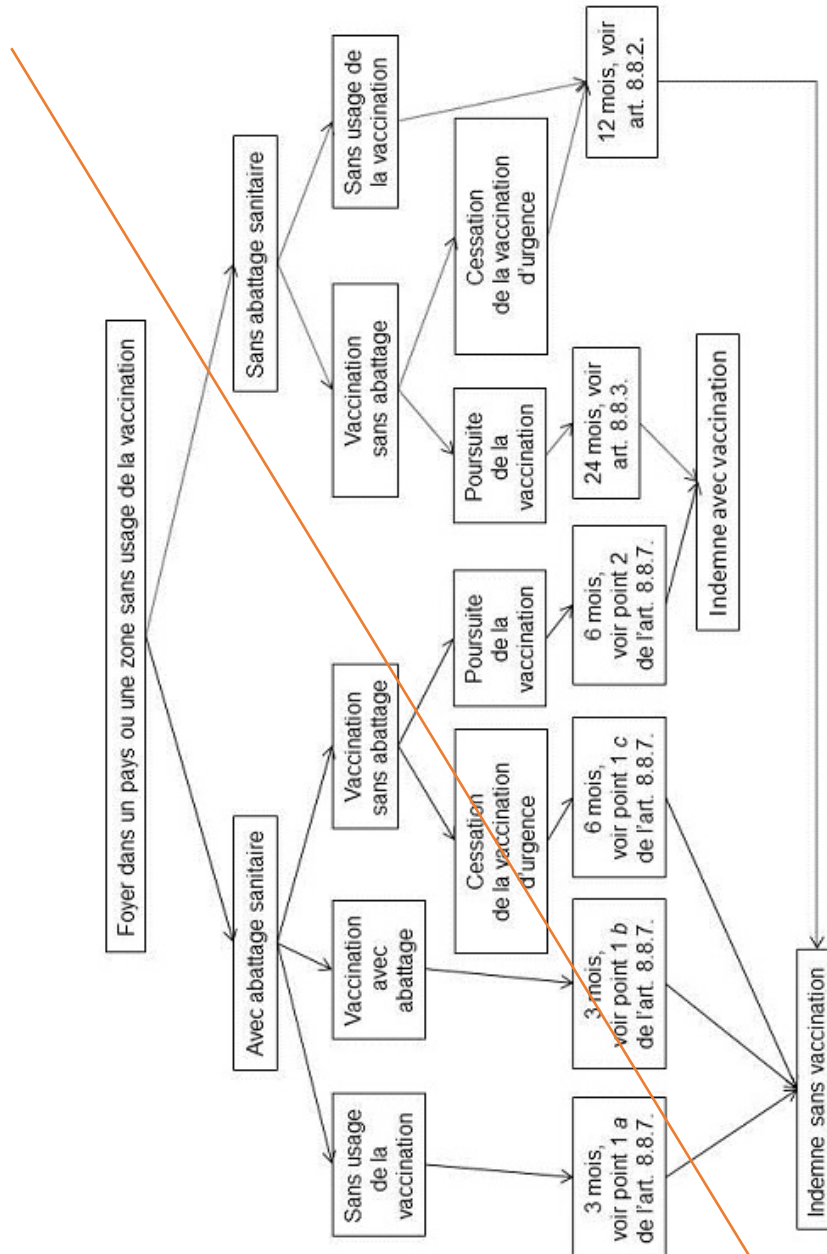 Foyer dans un pays ou une zone sans usage de la vaccination
Avec abattage sanitaire
Sans abattage sanitaire
Sans usage
de la
vaccination
Vaccination
avec
abattage
Vaccination
sans abattage
Vaccination
sans abattage
Sans usage de
la vaccination
Cessation
de la vaccination
d'urgence
Poursuite
de la
vaccination
Poursuite
de la
vaccination
Cessation
de la vaccination
d'urgence
3 mois,
voir point 1 a
de l'art. 8.8.7.
3 mois,
voir point 1 b
de l'art. 8.8.7.
6 mois,
voir point 1 c
de l'art. 8.8.7.
6 mois,
voir point 2
de l'art. 8.8.7.
24 mois, voir
art. 8.8.3.
12 mois, voir
art. 8.8.2.
Indemne avec vaccination
Indemne sans vaccination